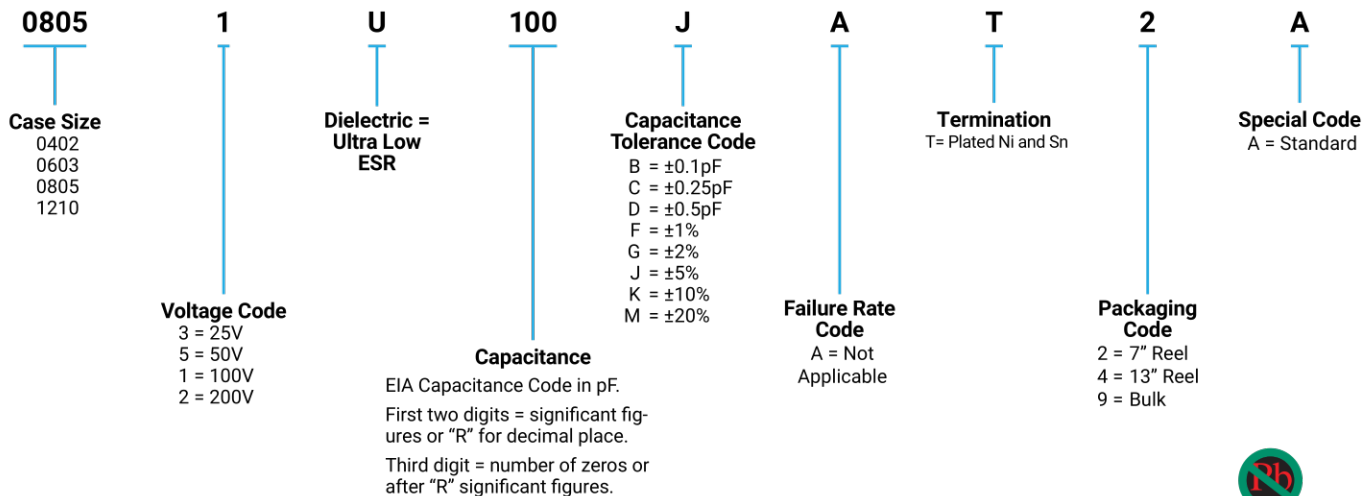 0805 1 U 100 J A T 2 A
Case Size
0402
0603
0805
1210
Voltage Code
3 = 25V
5 = 50V
1 = 100V
2 = 200V
Dielectric =
Ultra Low
ESR
Capacitance
EIA Capacitance Code in pF.
First two digits = significant fig-
ures or “R” for decimal place.
Third digit = number of zeros or
after “R” significant figures.
Capacitance
Tolerance Code
B = ±0.1pF
C = ±0.25pF
D = ±0.5pF
F = ±1%
G = ±2%
J = ±5%
K = ±10%
M = ±20%
Failure Rate
Code
A = Not
Applicable
Termination
T= Plated Ni and Sn
Packaging
Code
2 = 7” Reel
4 = 13” Reel
9 = Bulk
Special Code
A = Standard
Pb